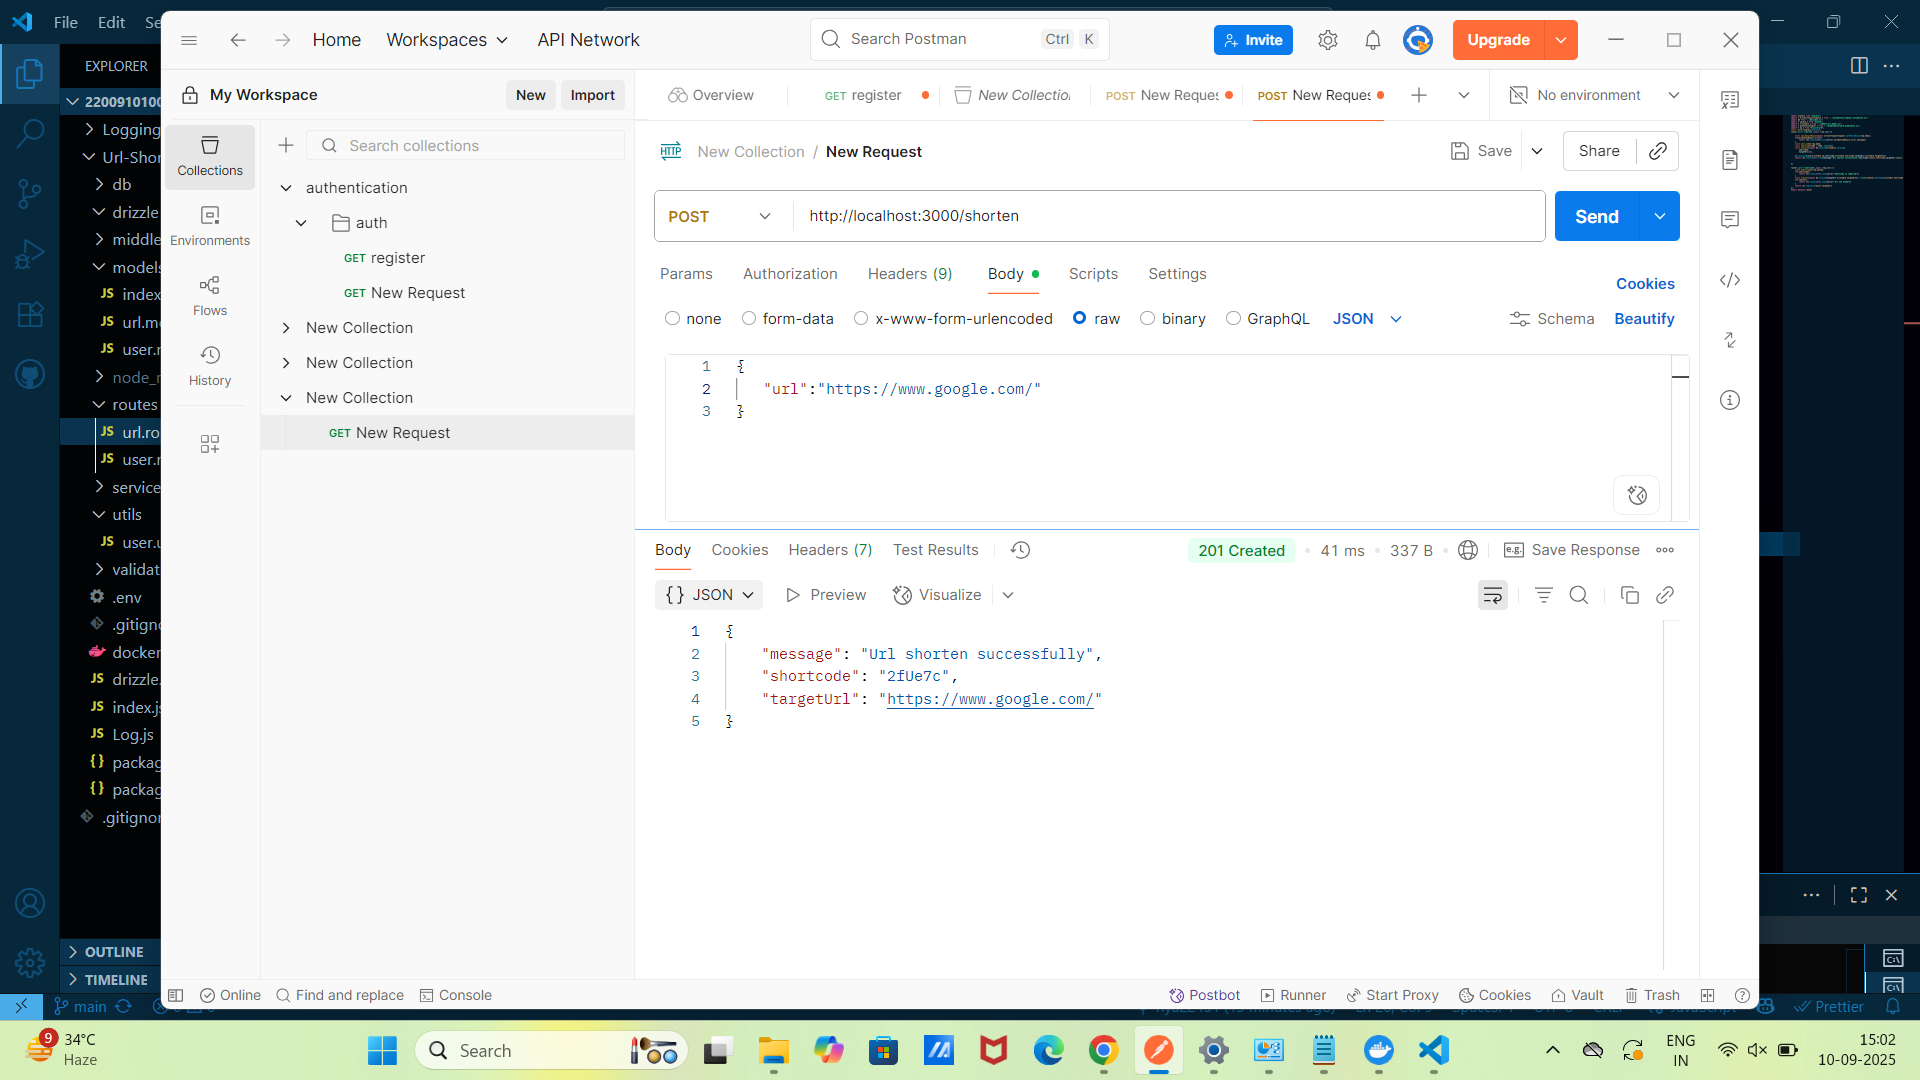 File Edit Se
EXPLORER
2200910100
Logging
Url-Shor
db
drizzle
middle
models
JS index
JS url.m
JS user.r
node_r
routes
JS url.ro
JS user.r
service
utils
JS user.u
validat
.env
.gitigno
docker
JS drizzle.
JS index.js
JS Log.js
{} packag
{} packag
.gitignor
OUTLINE
TIMELINE
main
Home Workspaces API Network
Search Postman Ctrl K
Invite
Upgrade
My Workspace
New Import
Overview
GET register
New Collection
POST New Reques
POST New Reques
No environment
Collections
Environments
Flows
History
Search collections
authentication
auth
GET register
GET New Request
New Collection
New Collection
New Collection
GET New Request
HTTP New Collection / New Request
Save Share
POST http://localhost:3000/shorten
Send
Params Authorization Headers (9) Body Scripts Settings
Cookies
none form-data x-www-form-urlencoded raw binary GraphQL JSON
Schema Beautify
1 {
2 "url":"https://www.google.com/"
3 }
Body Cookies Headers (7) Test Results
201 Created 41 ms 337 B e.g. Save Response
{} JSON Preview Visualize
1 {
2 "message": "Url shorten successfully",
3 "shortcode": "2fUe7c",
4 "targetUrl": "https://www.google.com/"
5 }
Online Find and replace Console
Postbot Runner Start Proxy Cookies Vault Trash
Prettier
9 34°C
Haze
Search
ENG
IN
15:02
10-09-2025